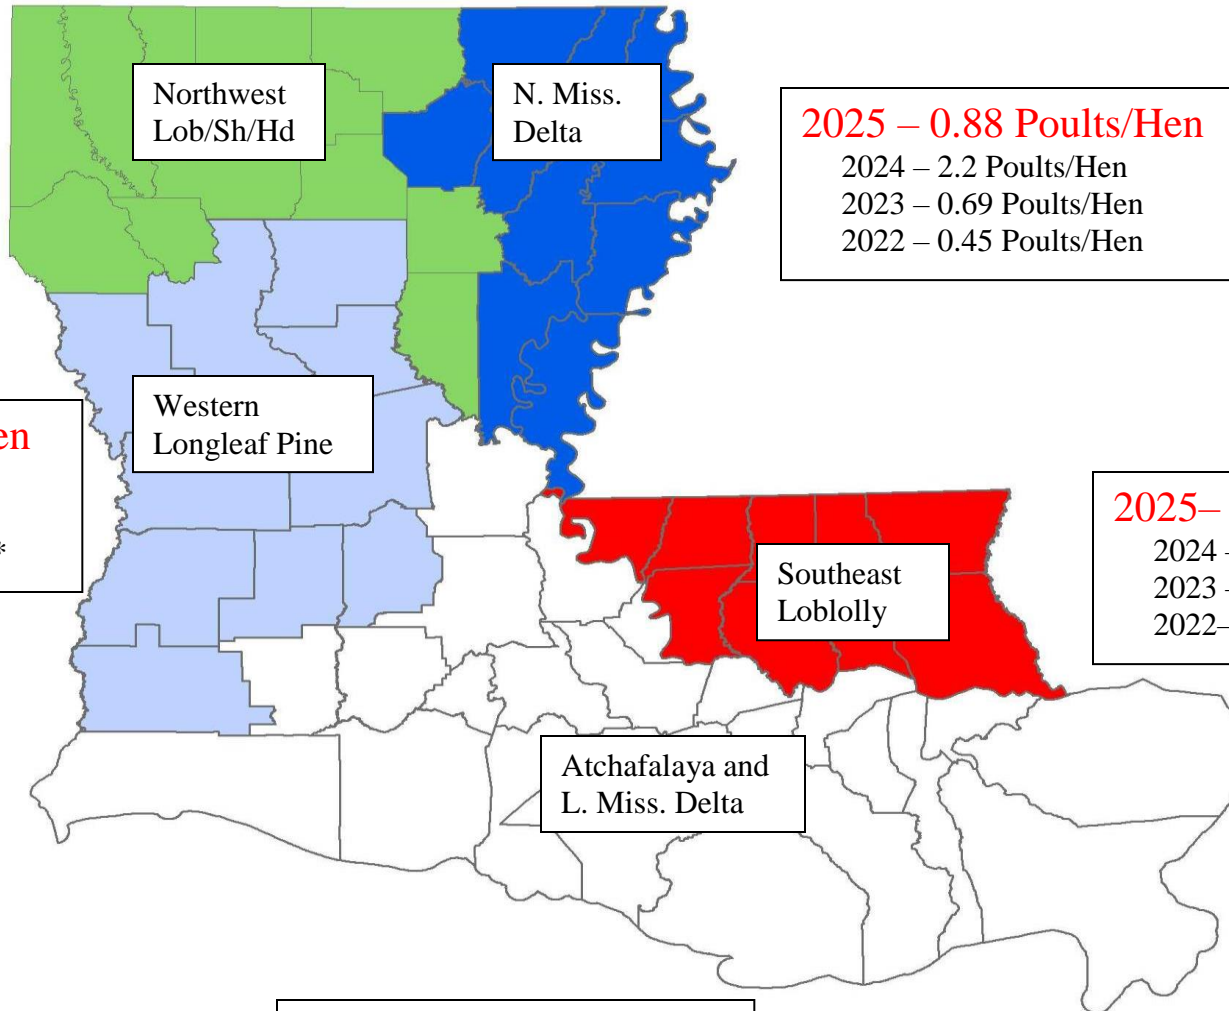 Northwest
Lob/Sh/Hd
N. Miss.
Delta
2025 – 0.88 Poults/Hen
2024 – 2.2 Poults/Hen
2023 – 0.69 Poults/Hen
2022 – 0.45 Poults/Hen
Western
Longleaf Pine
en
*
2025–
2024 –
2023 –
2022–
Southeast
Loblolly
Atchafalaya and
L. Miss. Delta